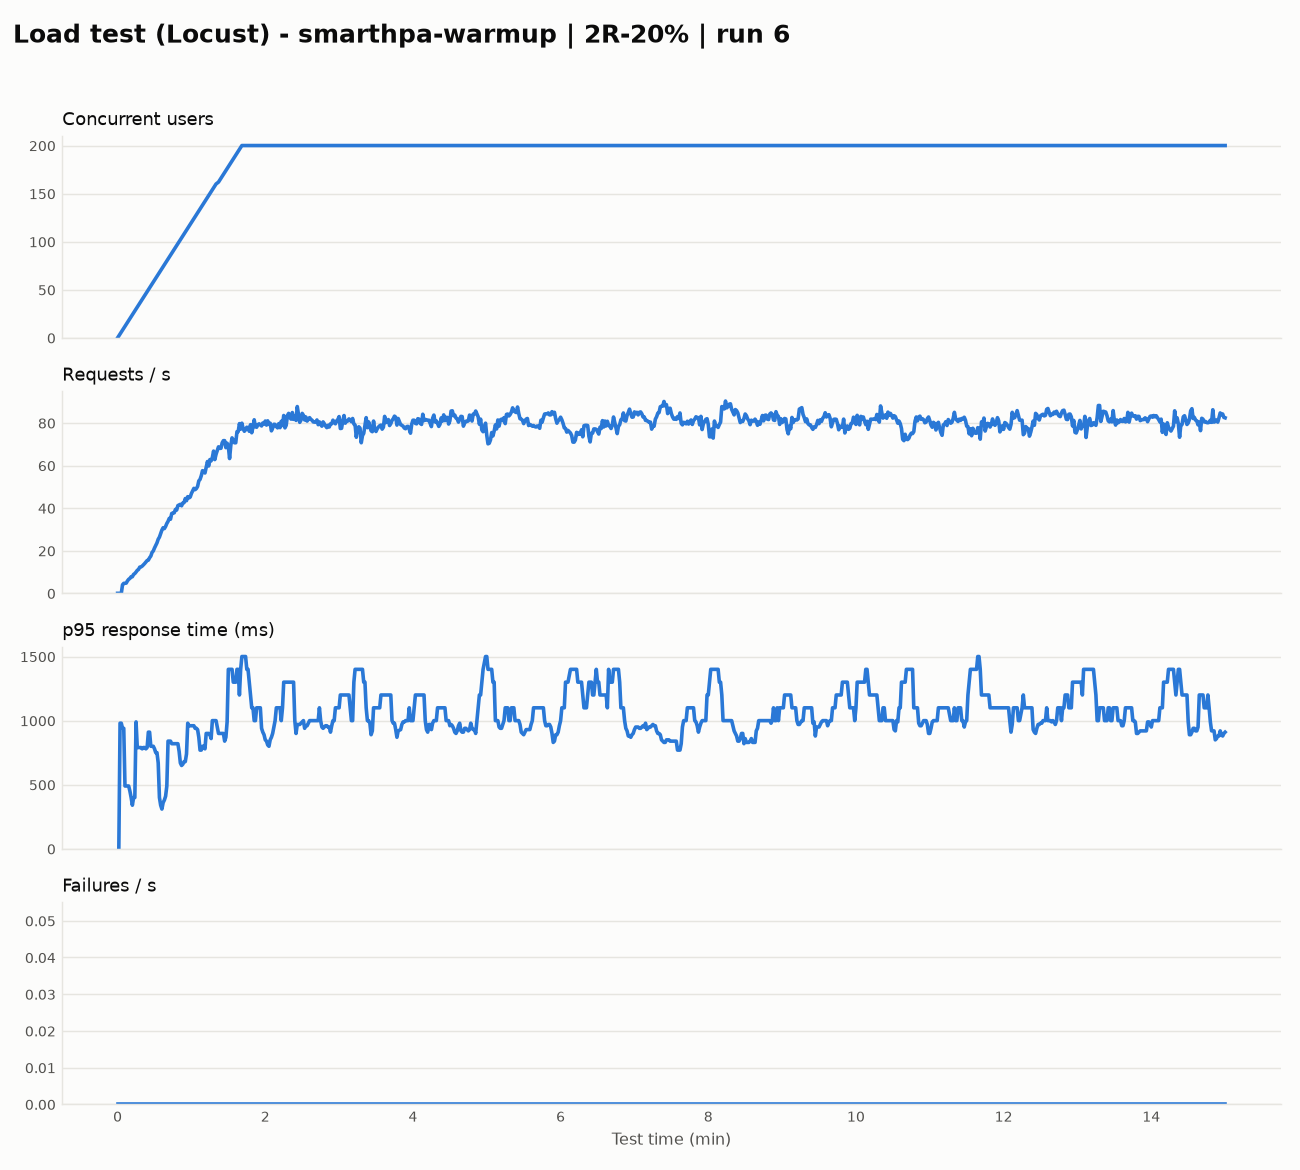 Load test (Locust) - smarthpa-warmup | 2R-20% | run 6
Concurrent users
200
150
100
50
0
Requests / s
80
60
40
20
0
p95 response time (ms)
1500
1000
500
0
Failures / s
0.05
0.04
0.03
0.02
0.01
0.00
0 2 4 6 8 10 12 14
Test time (min)